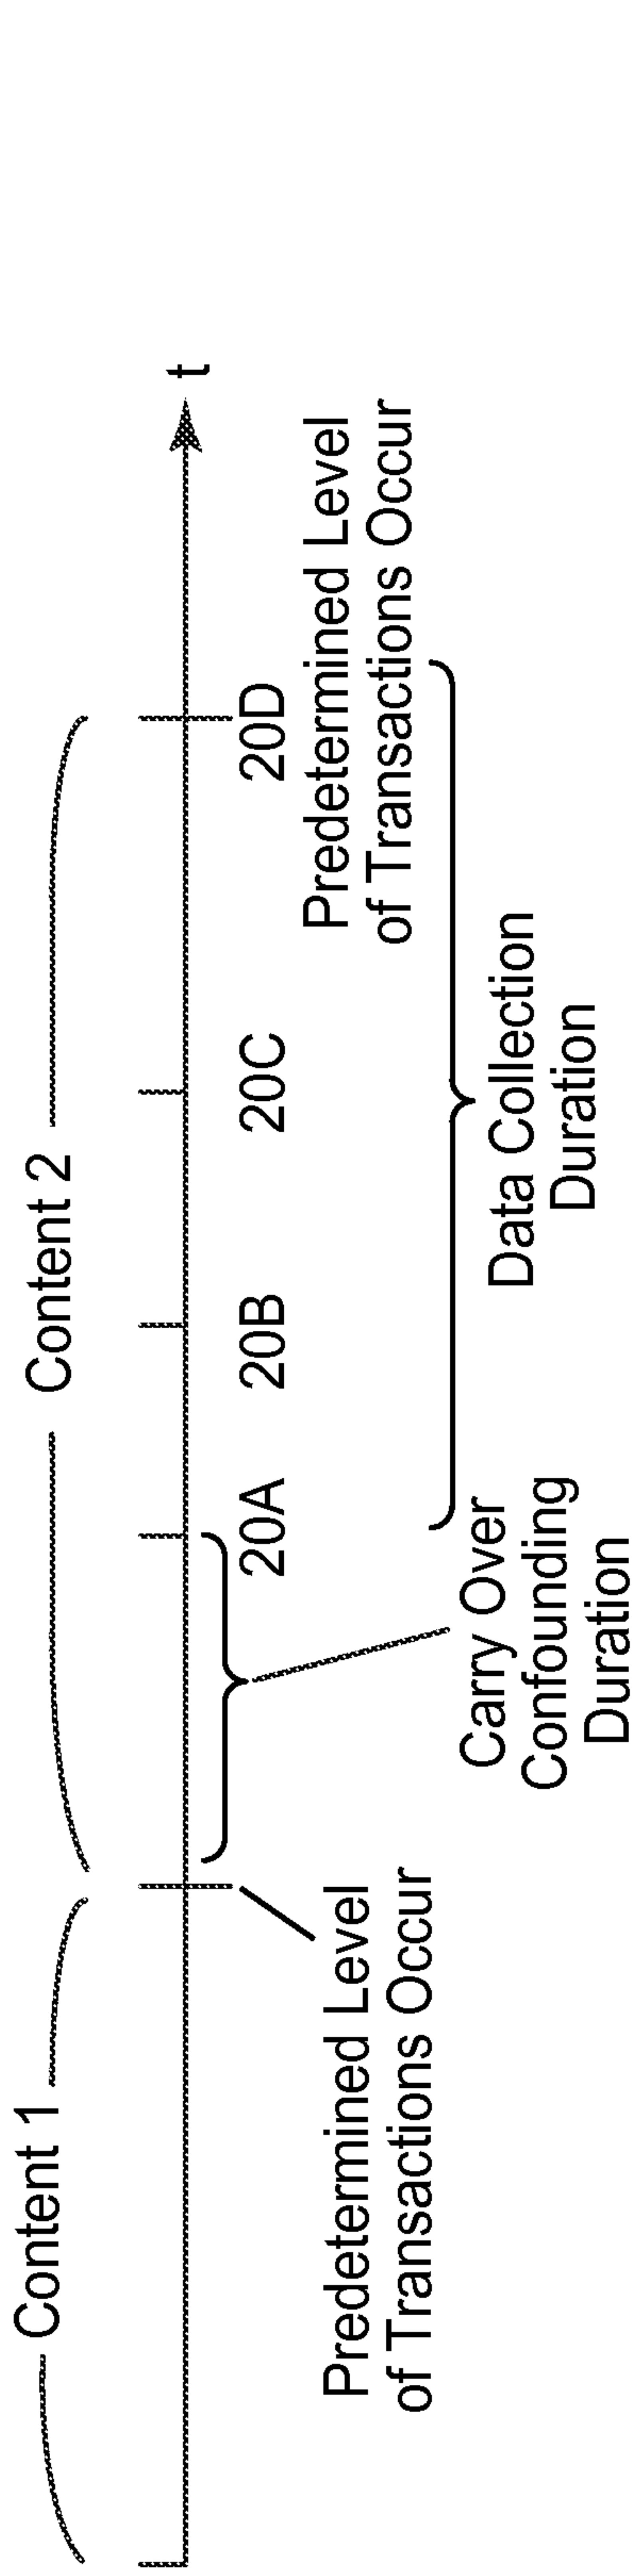 Content 1
Content 2
t
20A
20B
20C
20D
Predetermined Level
of Transactions Occur
Predetermined Level
of Transactions Occur
Carry Over
Confounding
Duration
Data Collection
Duration